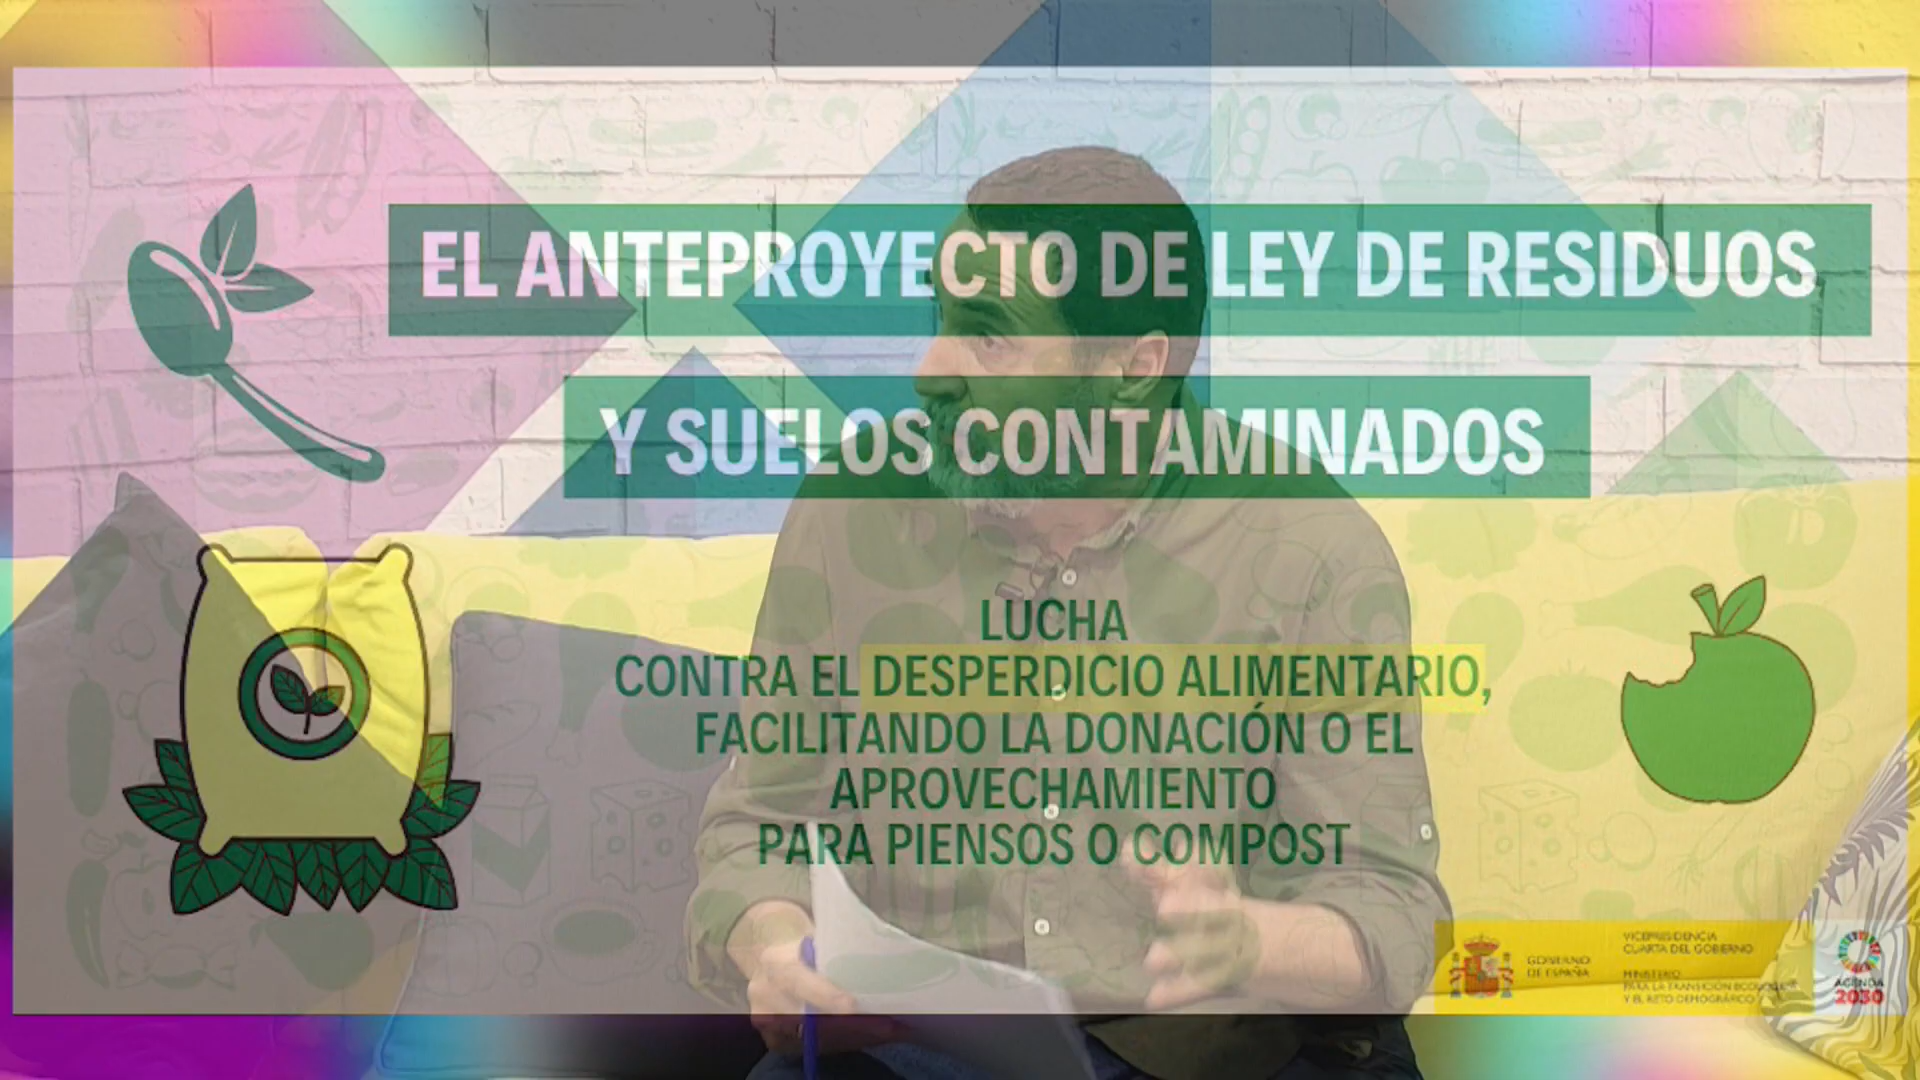 EL ANTEPROYECTO DE LEY DE RESIDUOS
Y SUELOS CONTAMINADOS
LUCHA
CONTRA EL DESPERDICIO ALIMENTARIO,
FACILITANDO LA DONACIÓN O EL
APROVECHAMIENTO
PARA PIENSOS O COMPOST
GOBIERNO
DE ESPAÑA
VICEPRESIDENCIA
CUARTA DEL GOBIERNO
MINISTERIO
PARA LA TRANSICIÓN ECOLÓGICA
Y EL RETO DEMOGRÁFICO
AGENDA
2030